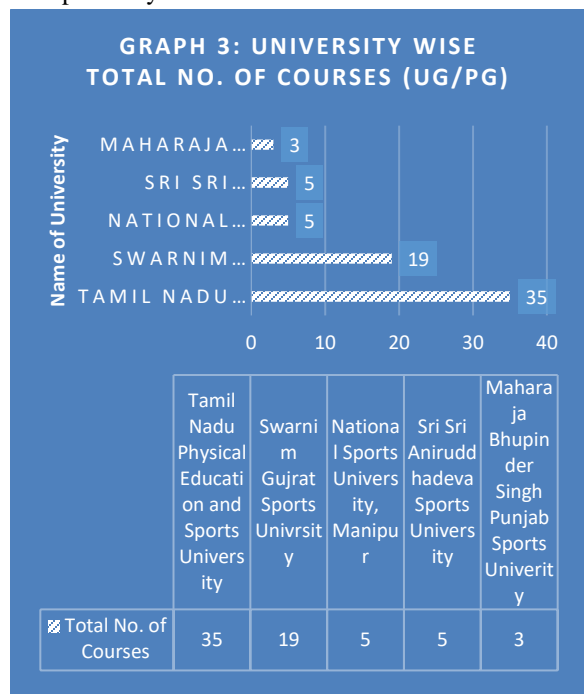 GRAPH 3: UNIVERSITY WISE
TOTAL NO. OF COURSES (UG/PG)
Name of University
MAHARAJA... 3
SRI SRI... 5
NATIONAL... 5
SWARNIM... 19
TAMIL NADU... 35
0 10 20 30 40
Tamil
Nadu
Physical
Educati
on and
Sports
Univers
ity
Swarni
m
Gujrat
Sports
Univrsit
y
Nationa
l Sports
Univers
ity,
Manipu
r
Sri Sri
Anirudd
hadeva
Sports
Univers
ity
Mahara
ja
Bhupin
der
Singh
Punjab
Sports
Univerit
y
Total No. of
Courses
35 19 5 5 3